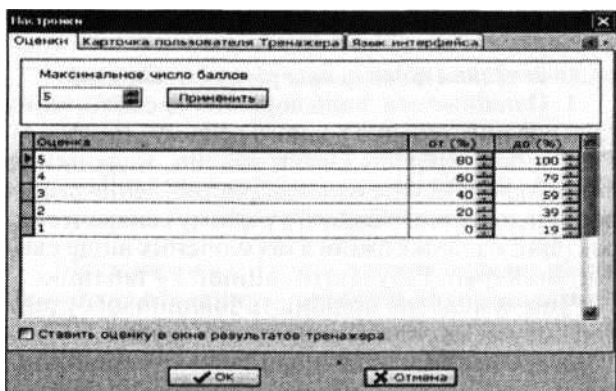 Настройки
Оценки Карточка пользователя Тренажера Язык интерфейса
Максимальное число баллов
5 Применить
Оценка от (%) до (%)
5 80 100
4 60 79
3 40 59
2 20 39
1 0 19
Ставить оценку в окне результатов тренажера
OK Отмена